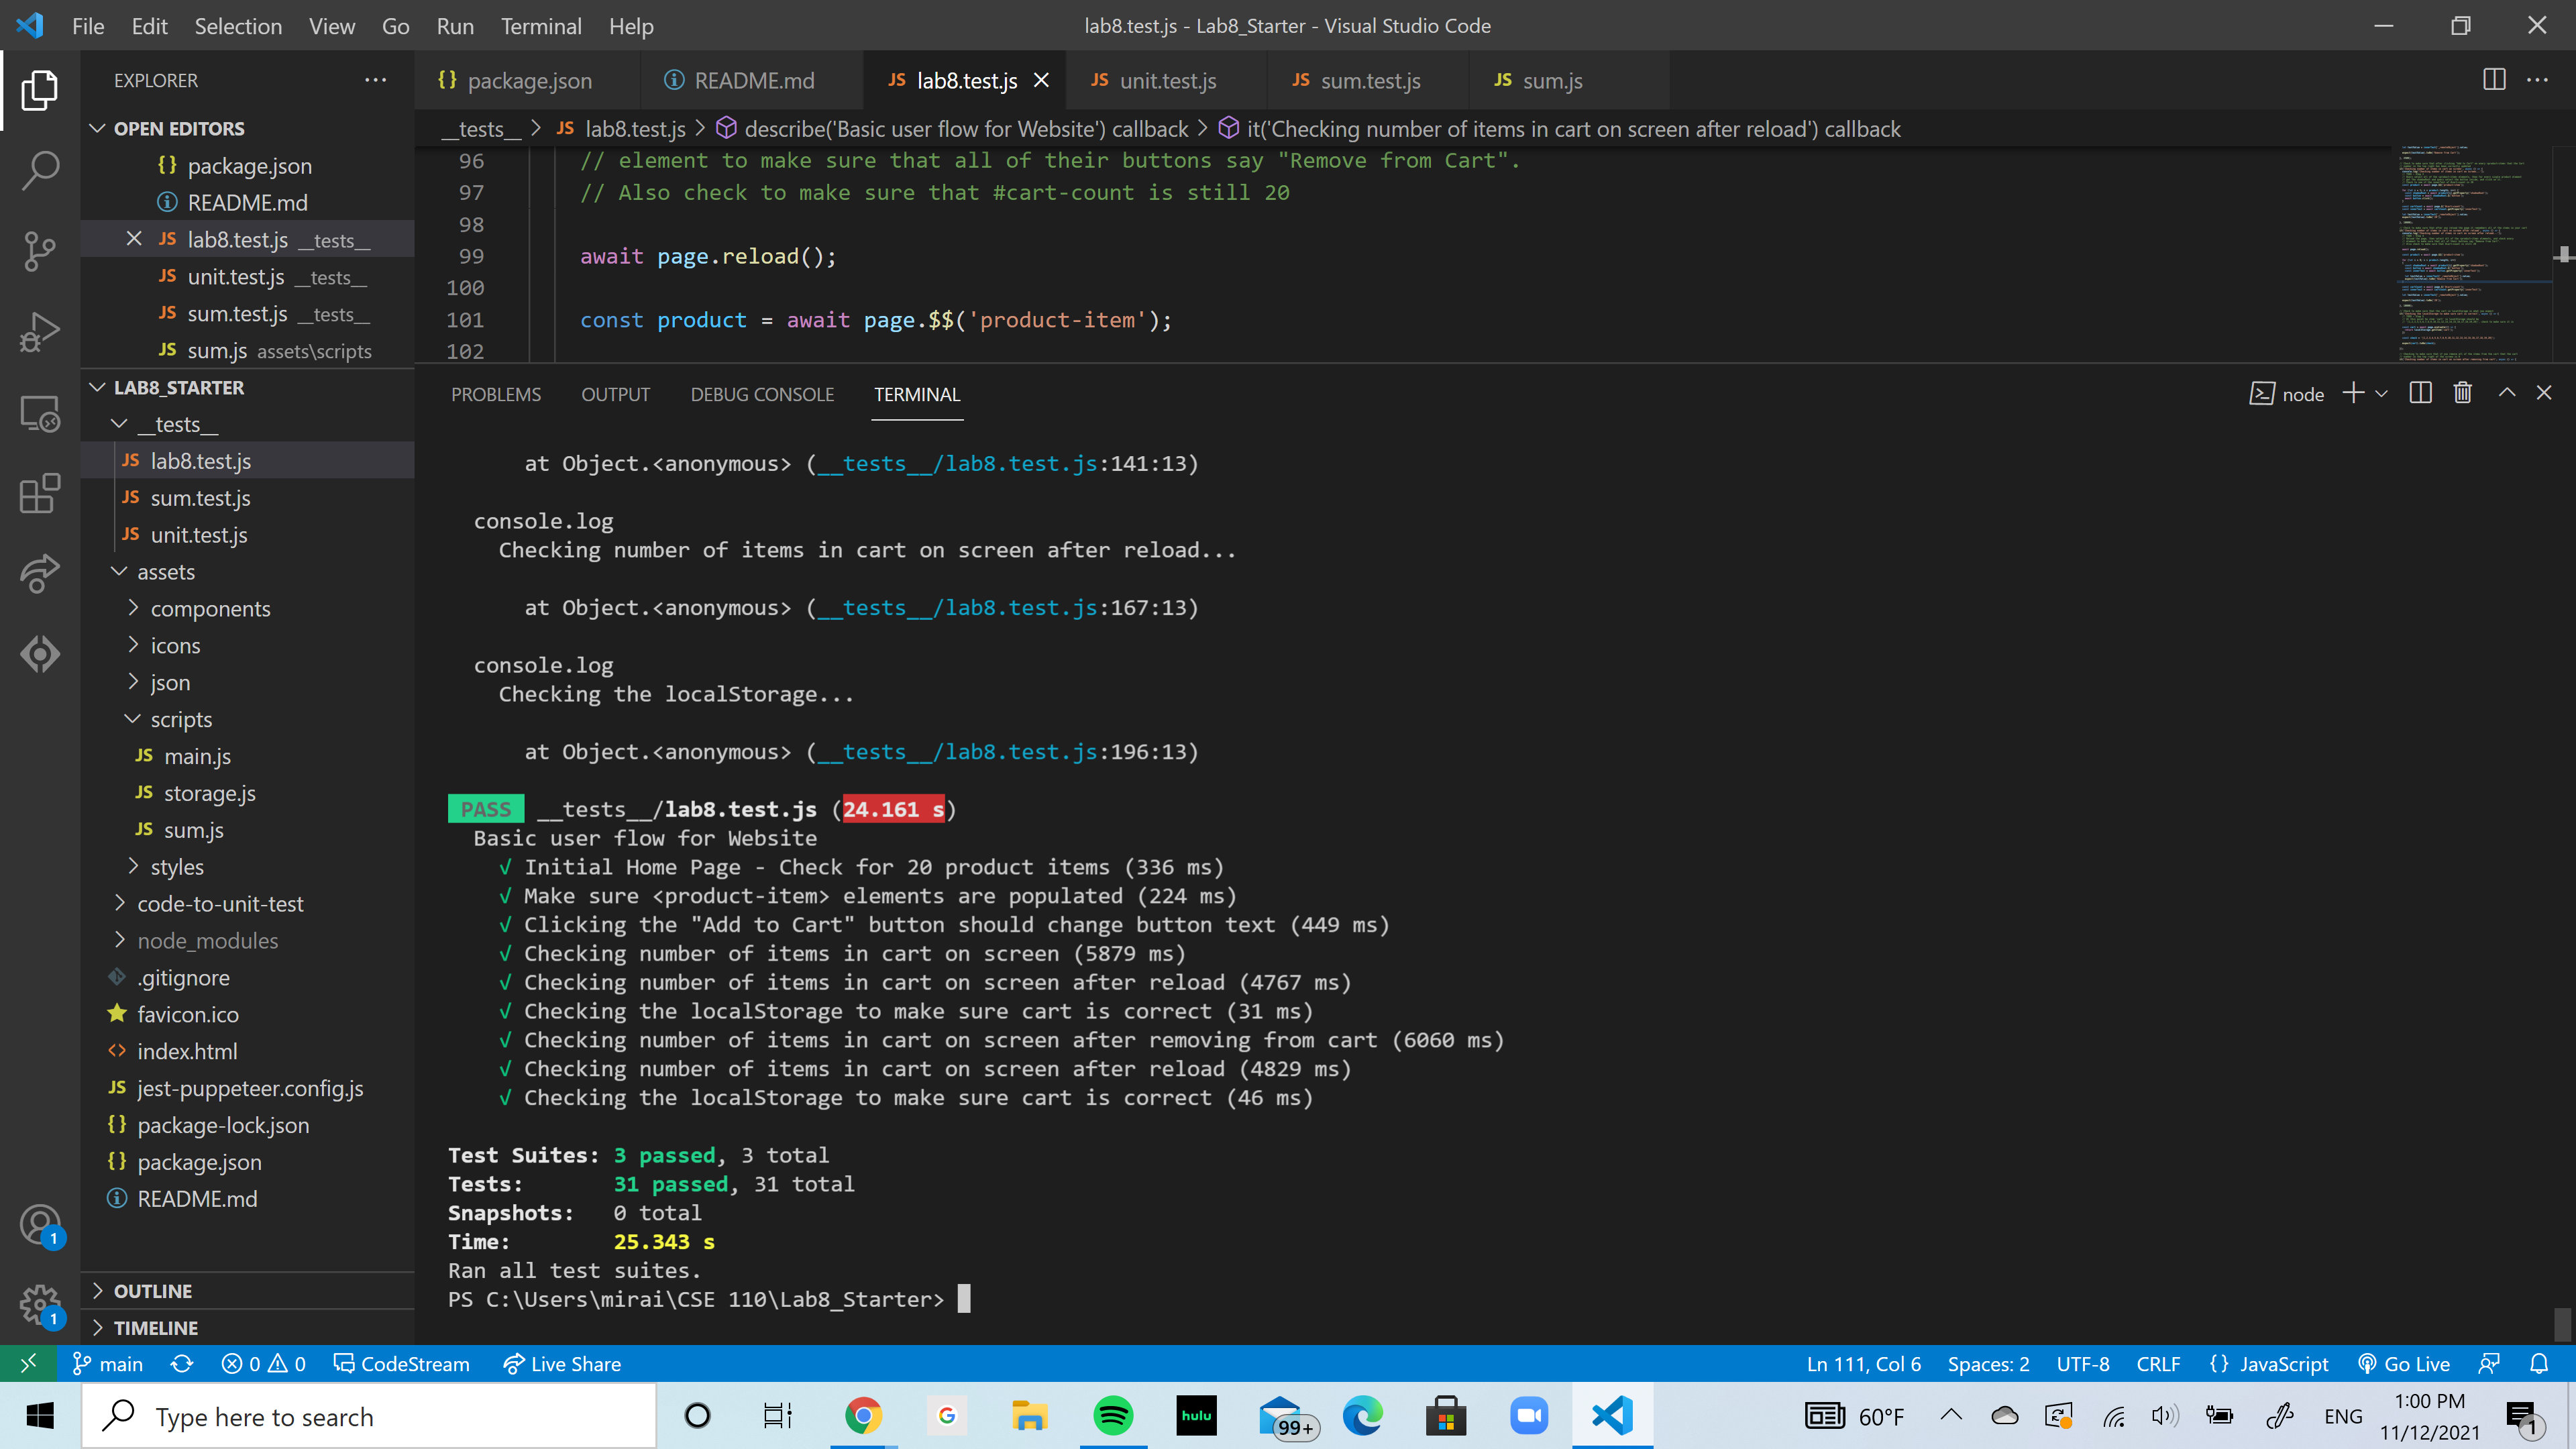 File Edit Selection View Go Run Terminal Help
lab8.test.js - Lab8_Starter - Visual Studio Code
EXPLORER
OPEN EDITORS
{} package.json
README.md
JS lab8.test.js __tests__
JS unit.test.js __tests__
JS sum.test.js __tests__
JS sum.js assets\scripts
LAB8_STARTER
__tests__
JS lab8.test.js
JS sum.test.js
JS unit.test.js
assets
components
icons
json
scripts
JS main.js
JS storage.js
JS sum.js
styles
code-to-unit-test
node_modules
.gitignore
favicon.ico
<> index.html
JS jest-puppeteer.config.js
{} package-lock.json
{} package.json
README.md
OUTLINE
TIMELINE
{} package.json README.md JS lab8.test.js JS unit.test.js JS sum.test.js JS sum.js
__tests__ > JS lab8.test.js > describe('Basic user flow for Website') callback > it('Checking number of items in cart on screen after reload') callback
96 // element to make sure that all of their buttons say "Remove from Cart".
97 // Also check to make sure that #cart-count is still 20
98
99 await page.reload();
100
101 const product = await page.$$('product-item');
102
PROBLEMS OUTPUT DEBUG CONSOLE TERMINAL
node
at Object.<anonymous> (__tests__/lab8.test.js:141:13)
console.log
Checking number of items in cart on screen after reload...
at Object.<anonymous> (__tests__/lab8.test.js:167:13)
console.log
Checking the localStorage...
at Object.<anonymous> (__tests__/lab8.test.js:196:13)
PASS __tests__/lab8.test.js (24.161 s)
Basic user flow for Website
√ Initial Home Page - Check for 20 product items (336 ms)
√ Make sure <product-item> elements are populated (224 ms)
√ Clicking the "Add to Cart" button should change button text (449 ms)
√ Checking number of items in cart on screen (5879 ms)
√ Checking number of items in cart on screen after reload (4767 ms)
√ Checking the localStorage to make sure cart is correct (31 ms)
√ Checking number of items in cart on screen after removing from cart (6060 ms)
√ Checking number of items in cart on screen after reload (4829 ms)
√ Checking the localStorage to make sure cart is correct (46 ms)
Test Suites: 3 passed, 3 total
Tests: 31 passed, 31 total
Snapshots: 0 total
Time: 25.343 s
Ran all test suites.
PS C:\Users\mirai\CSE 110\Lab8_Starter>
1
1
main 0 0 CodeStream Live Share
Ln 111, Col 6 Spaces: 2 UTF-8 CRLF {} JavaScript Go Live
Type here to search
G
hulu
99+
60°F
ENG
1:00 PM
11/12/2021
1